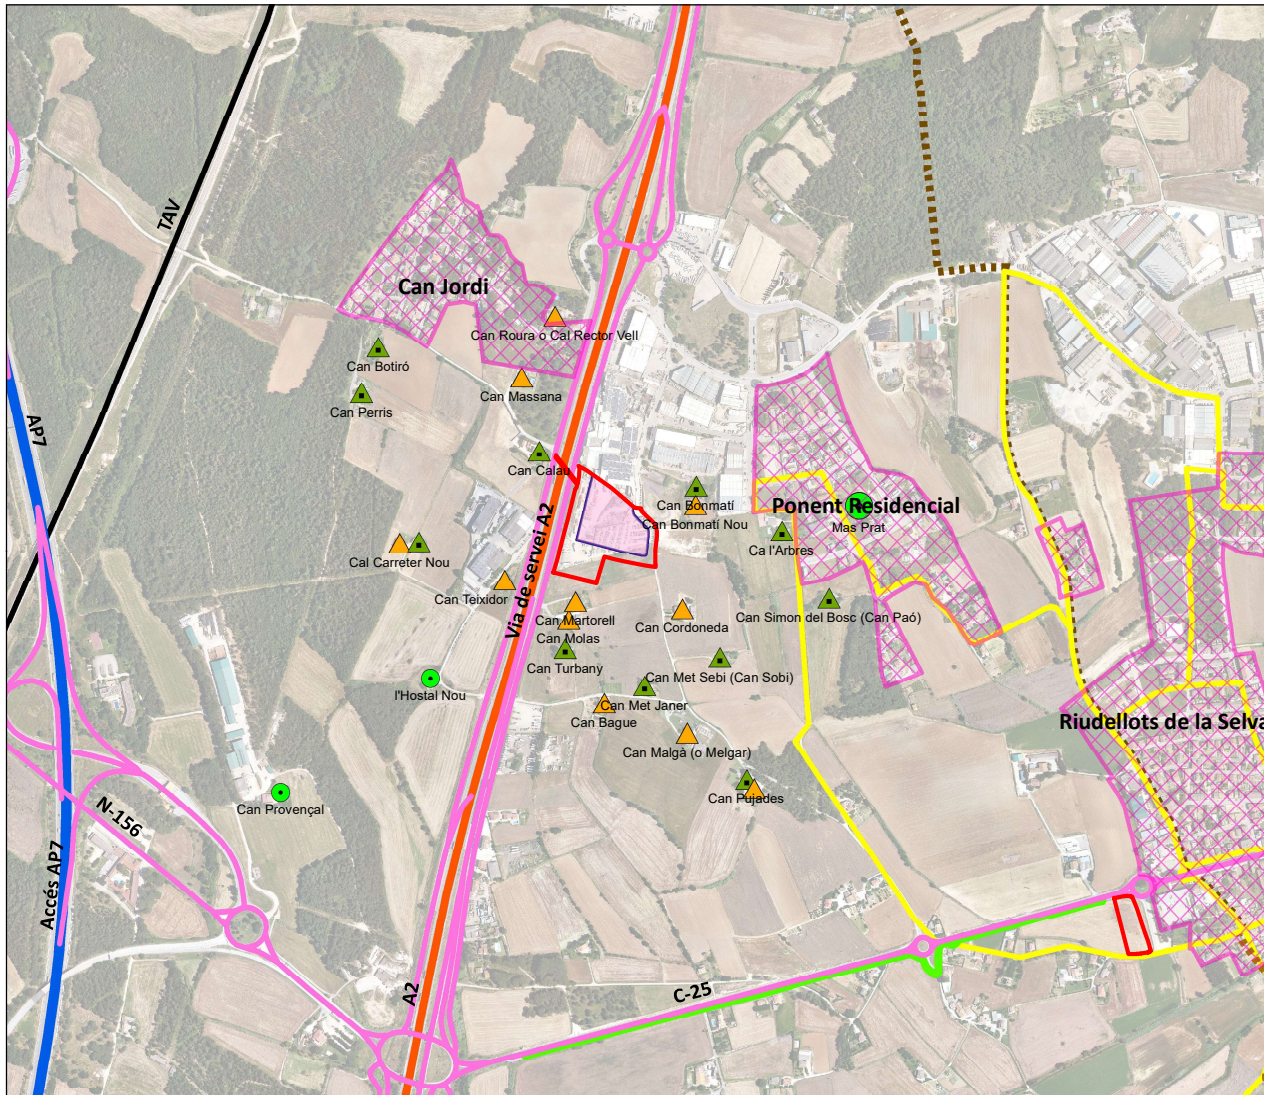 TAV
Can Jordi
Can Roura o Cal Rector Vell
Can Botiró
Can Massana
Can Perris
AP7
Can Calau
Can Bonmatí
Can Bonmatí Nou
Ponent Residencial
Mas Prat
Ca l'Arbres
Cal Carreter Nou
Via de servei A2
Can Teixidor
Can Martorell
Can Molas
Can Cordoneda
Can Simon del Bosc (Can Paó)
Can Turbany
Can Met Sebi (Can Sobi)
l'Hostal Nou
Can Met Janer
Can Bague
Riudellots de la Selva
Can Malgà (o Melgar)
Can Provençal
Can Pujades
N-156
Accés AP7
A2
C-25